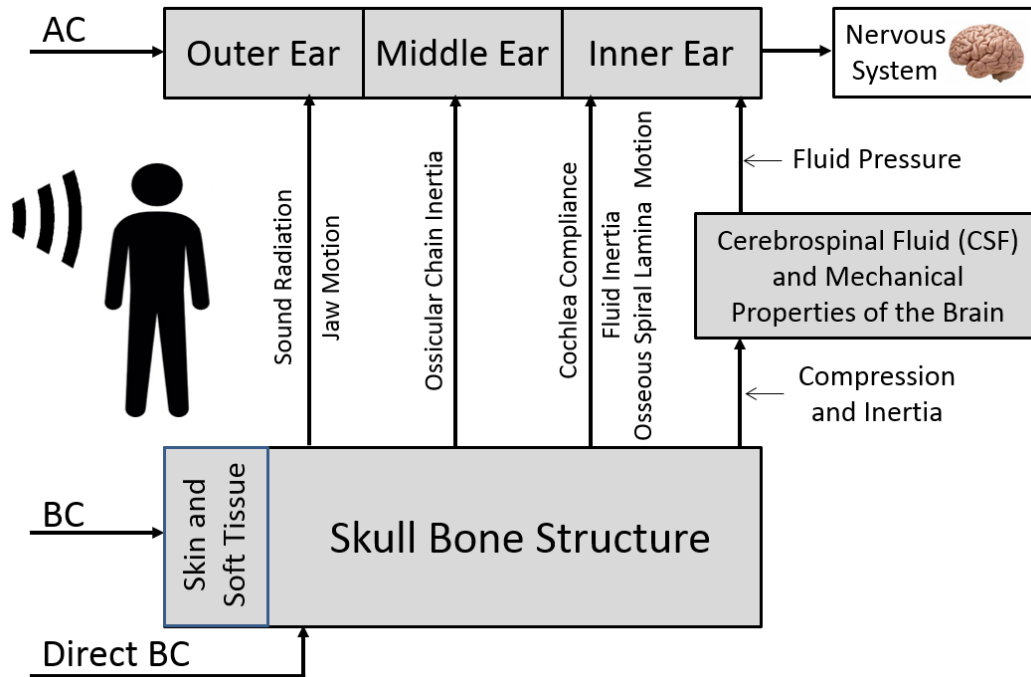 AC
Outer Ear
Middle Ear
Inner Ear
Nervous
System
Sound Radiation
Jaw Motion
Ossicular Chain Inertia
Cochlea Compliance
Fluid Inertia
Osseous Spiral Lamina Motion
Fluid Pressure
Cerebrospinal Fluid (CSF)
and Mechanical
Properties of the Brain
Compression
and Inertia
BC
Skin and
Soft Tissue
Skull Bone Structure
Direct BC